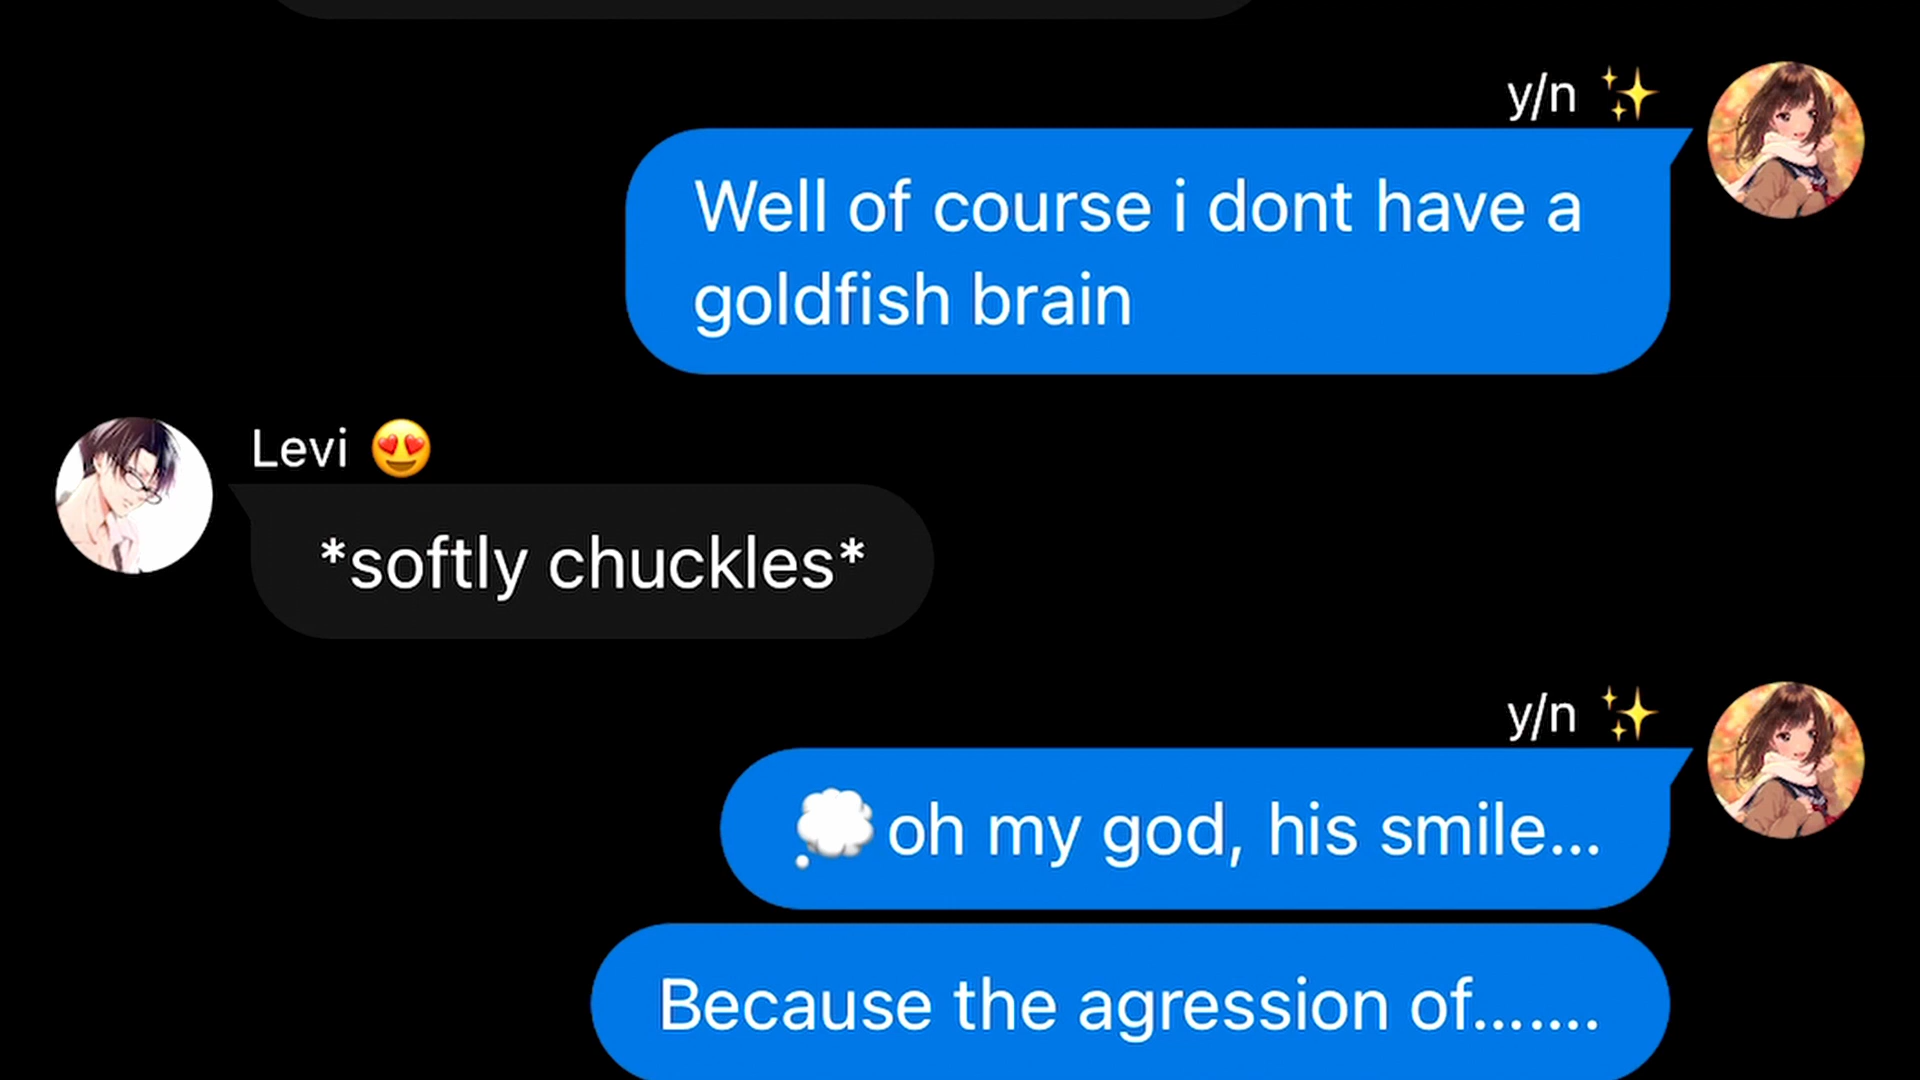 y/n ✨
Well of course i dont have a
goldfish brain
Levi 😍
*softly chuckles*
y/n ✨
💭oh my god, his smile...
Because the agression of.......